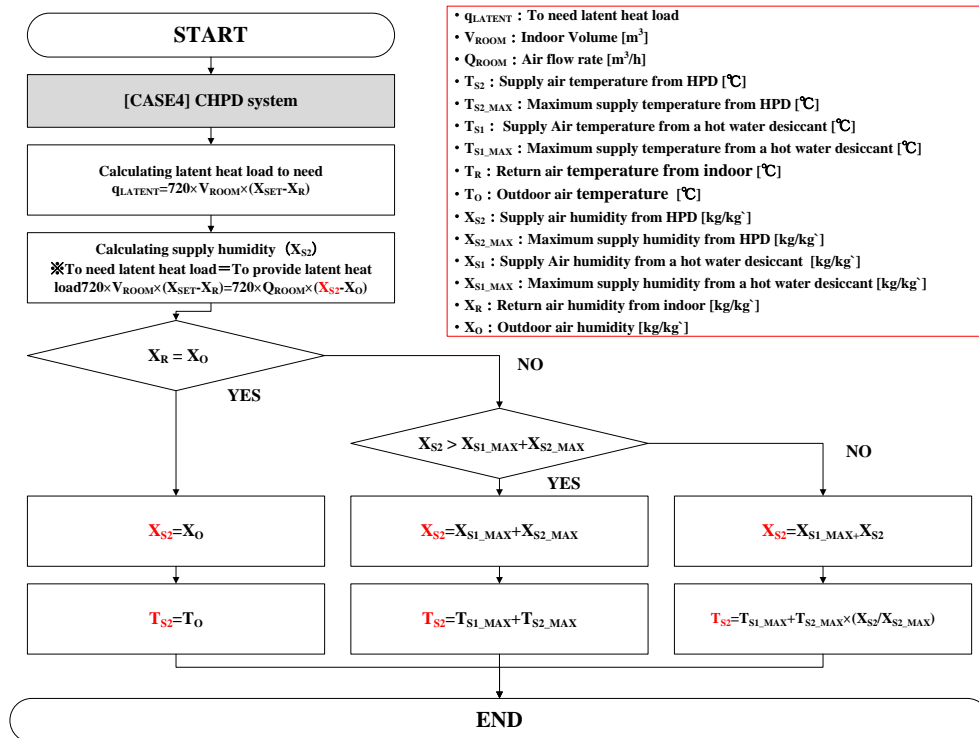 START
[CASE4] CHPD system
Calculating latent heat load to need
qLATENT=720×VROOM×(XSET-XR)
Calculating supply humidity（XS2）
※To need latent heat load＝To provide latent heat
load720×VROOM×(XSET-XR)=720×QROOM×(XS2-XO)
XR = XO
YES
NO
XS2 > XS1_MAX+XS2_MAX
YES
NO
XS2=XO
XS2=XS1_MAX+XS2_MAX
XS2=XS1_MAX+XS2
TS2=TO
TS2=TS1_MAX+TS2_MAX
TS2=TS1_MAX+TS2_MAX×(XS2/XS2_MAX)
END
・qLATENT：To need latent heat load
・VROOM：Indoor Volume [m³]
・QROOM：Air flow rate [m³/h]
・TS2：Supply air temperature from HPD [℃]
・TS2_MAX：Maximum supply temperature from HPD [℃]
・TS1： Supply Air temperature from a hot water desiccant [℃]
・TS1_MAX：Maximum supply temperature from a hot water desiccant [℃]
・TR：Return air temperature from indoor [℃]
・TO：Outdoor air temperature [℃]
・XS2：Supply air humidity from HPD [kg/kg`]
・XS2_MAX：Maximum supply humidity from HPD [kg/kg`]
・XS1：Supply Air humidity from a hot water desiccant [kg/kg`]
・XS1_MAX：Maximum supply humidity from a hot water desiccant [kg/kg`]
・XR：Return air humidity from indoor [kg/kg`]
・XO：Outdoor air humidity [kg/kg`]